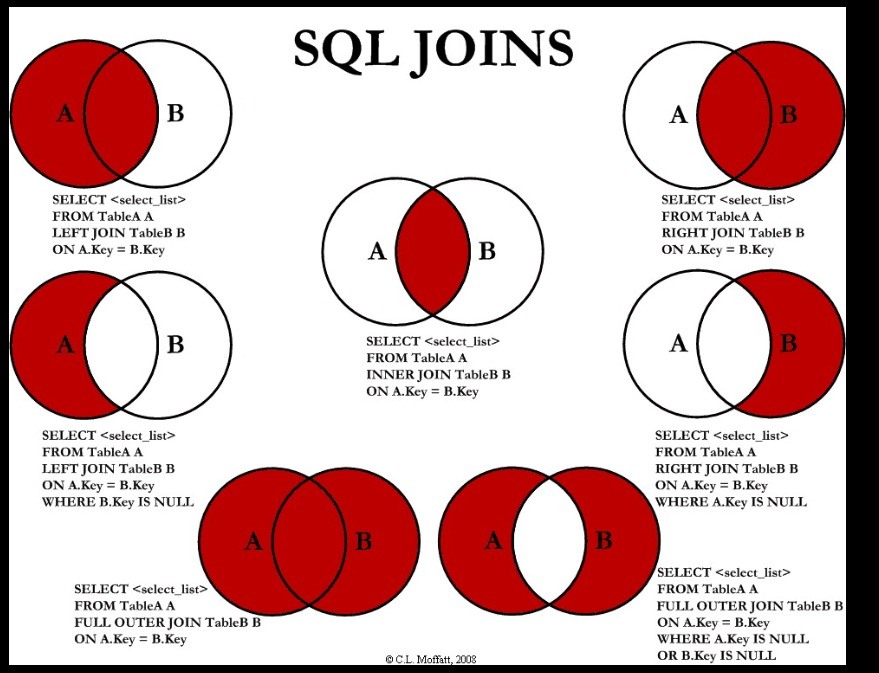 SQL JOINS
A B
SELECT <select_list>
FROM TableA A
LEFT JOIN TableB B
ON A.Key = B.Key
A B
SELECT <select_list>
FROM TableA A
RIGHT JOIN TableB B
ON A.Key = B.Key
A B
SELECT <select_list>
FROM TableA A
INNER JOIN TableB B
ON A.Key = B.Key
A B
SELECT <select_list>
FROM TableA A
LEFT JOIN TableB B
ON A.Key = B.Key
WHERE B.Key IS NULL
A B
SELECT <select_list>
FROM TableA A
RIGHT JOIN TableB B
ON A.Key = B.Key
WHERE A.Key IS NULL
A B
SELECT <select_list>
FROM TableA A
FULL OUTER JOIN TableB B
ON A.Key = B.Key
A B
SELECT <select_list>
FROM TableA A
FULL OUTER JOIN TableB B
ON A.Key = B.Key
WHERE A.Key IS NULL
OR B.Key IS NULL
© C.L. Moffatt, 2008